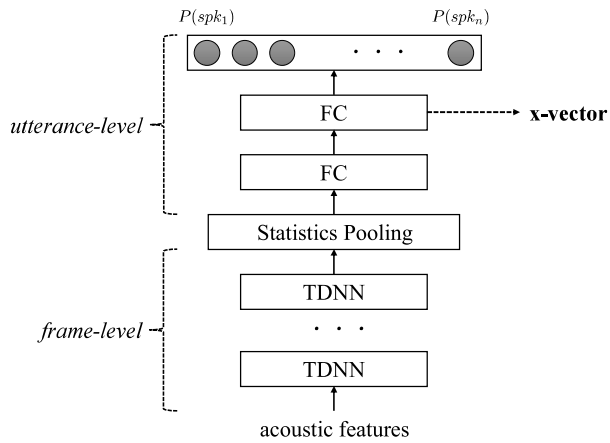 P(spk₁) P(spkₙ)
· · ·
FC
x-vector
utterance-level
FC
Statistics Pooling
TDNN
· · ·
frame-level
TDNN
acoustic features